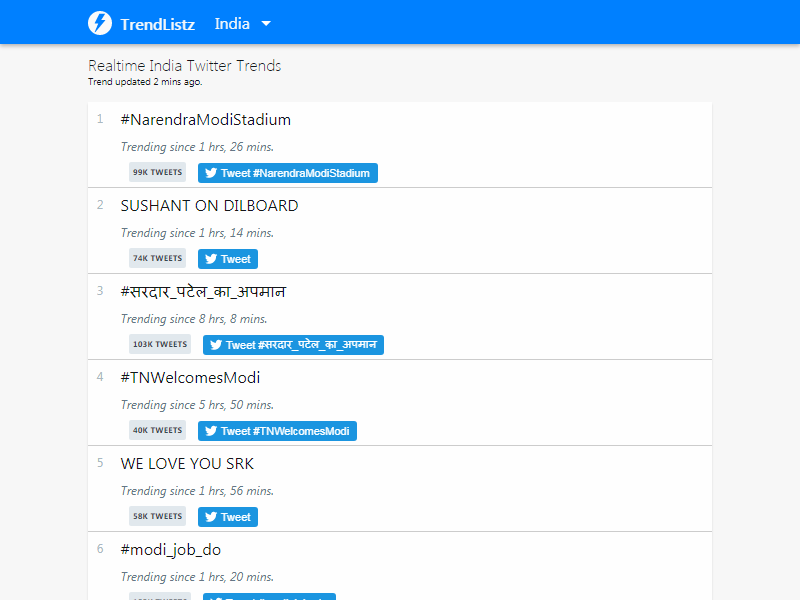 TrendListz India
Realtime India Twitter Trends
Trend updated 2 mins ago.
1 #NarendraModiStadium
Trending since 1 hrs, 26 mins.
99K TWEETS Tweet #NarendraModiStadium
2 SUSHANT ON DILBOARD
Trending since 1 hrs, 14 mins.
74K TWEETS Tweet
3 #सरदार_पटेल_का_अपमान
Trending since 8 hrs, 8 mins.
103K TWEETS Tweet #सरदार_पटेल_का_अपमान
4 #TNWelcomesModi
Trending since 5 hrs, 50 mins.
40K TWEETS Tweet #TNWelcomesModi
5 WE LOVE YOU SRK
Trending since 1 hrs, 56 mins.
58K TWEETS Tweet
6 #modi_job_do
Trending since 1 hrs, 20 mins.